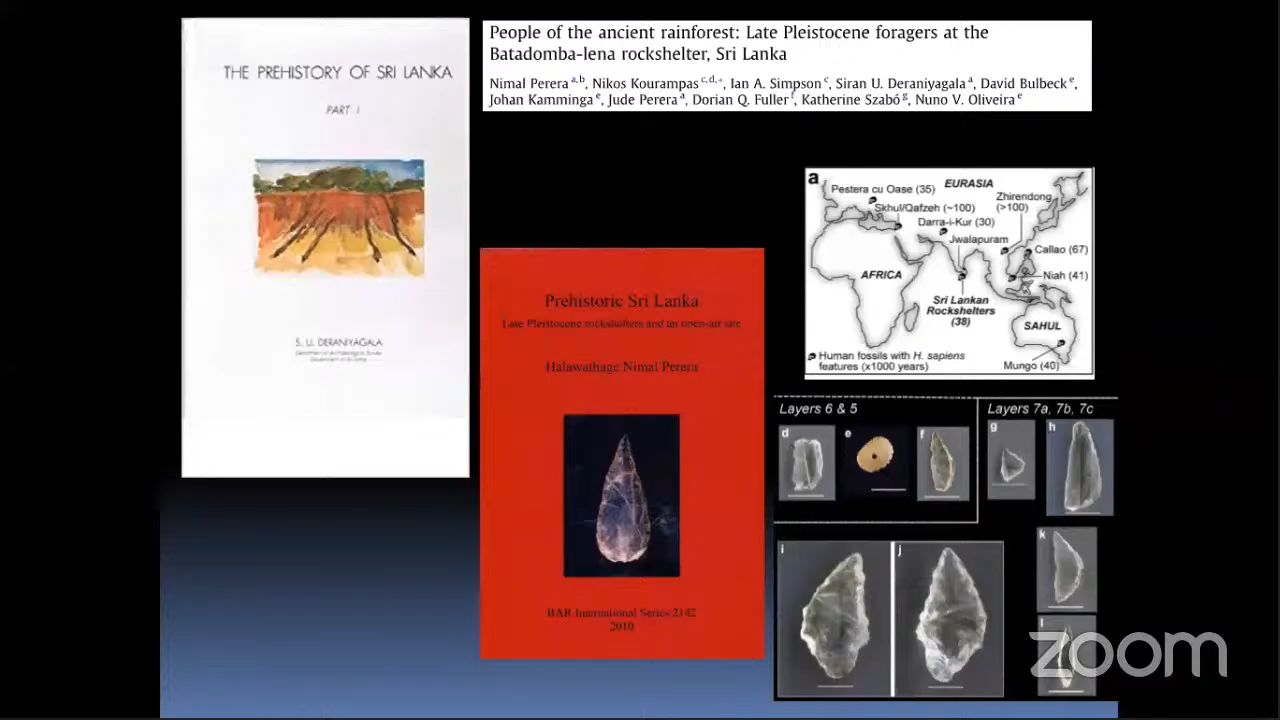 THE PREHISTORY OF SRI LANKA
PART I
S. U. DERANIYAGALA
People of the ancient rainforest: Late Pleistocene foragers at the
Batadomba-lena rockshelter, Sri Lanka
Nimal Perera a,b, Nikos Kourampas c,d,*, Ian A. Simpson c, Siran U. Deraniyagala a, David Bulbeck e,
Johan Kamminga e, Jude Perera a, Dorian Q. Fuller f, Katherine Szabó g, Nuno V. Oliveira e
Prehistoric Sri Lanka
Late Pleistocene rockshelters and an open-air site
Halawathage Nimal Perera
BAR International Series 2142
2010
a
Pestera cu Oase (35)
EURASIA
Zhirendong
(>100)
Skhul/Qafzeh (~100)
Darra-i-Kur (30)
Jwalapuram
Callao (67)
AFRICA
Niah (41)
Sri Lankan
Rockshelters
(38)
SAHUL
Human fossils with H. sapiens
features (x1000 years)
Mungo (40)
Layers 6 & 5
Layers 7a, 7b, 7c
d
e
f
g
h
i
j
k
l
zoom